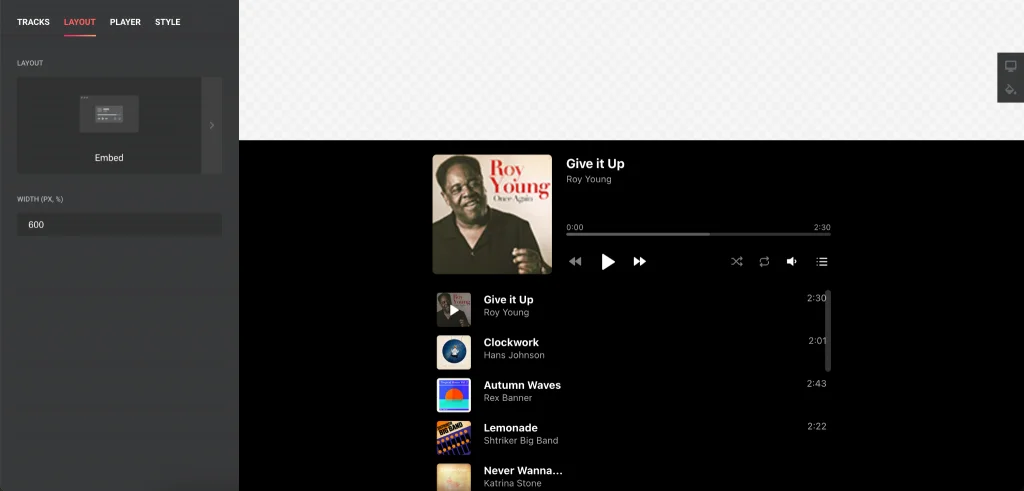 TRACKS LAYOUT PLAYER STYLE
LAYOUT
Embed
WIDTH (PX, %)
600
Roy
Young
Once Again
Give it Up
Roy Young
0:00 2:30
Give it Up 2:30
Roy Young
Clockwork 2:01
Hans Johnson
Autumn Waves 2:43
Rex Banner
BIG BAND
Lemonade 2:22
Shtriker Big Band
Never Wanna...
Katrina Stone